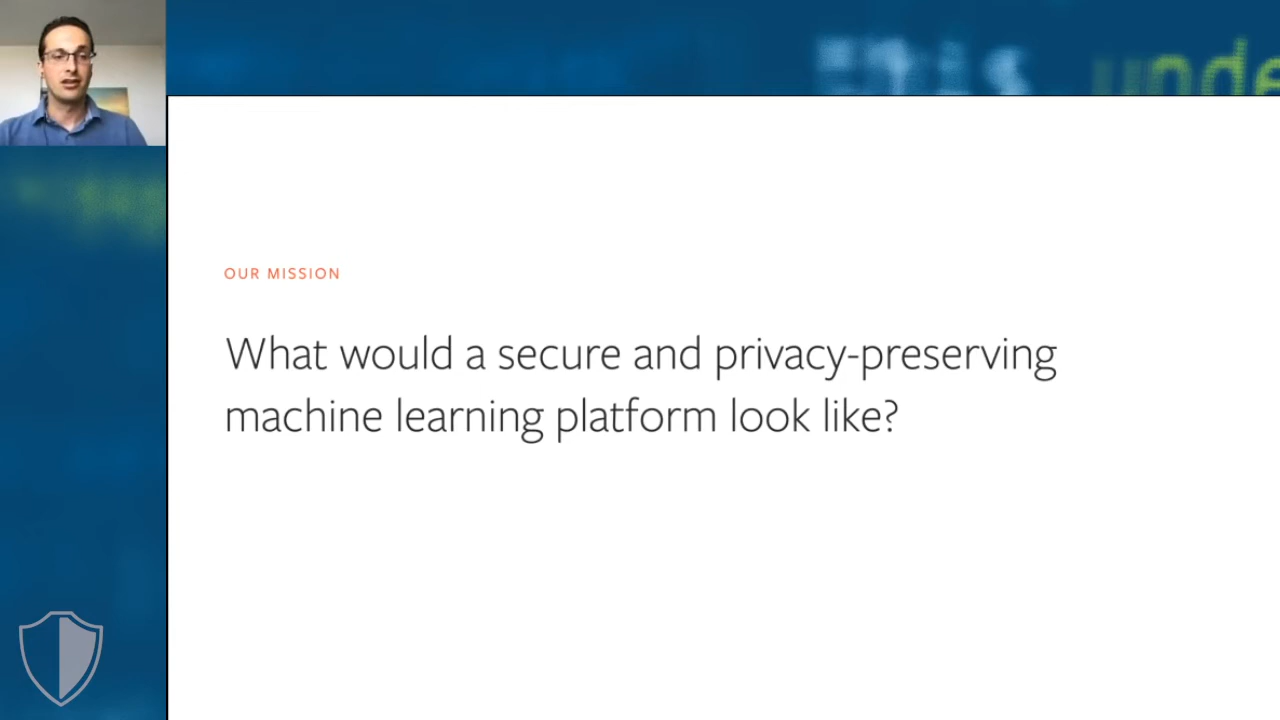 OUR MISSION
What would a secure and privacy-preserving
machine learning platform look like?